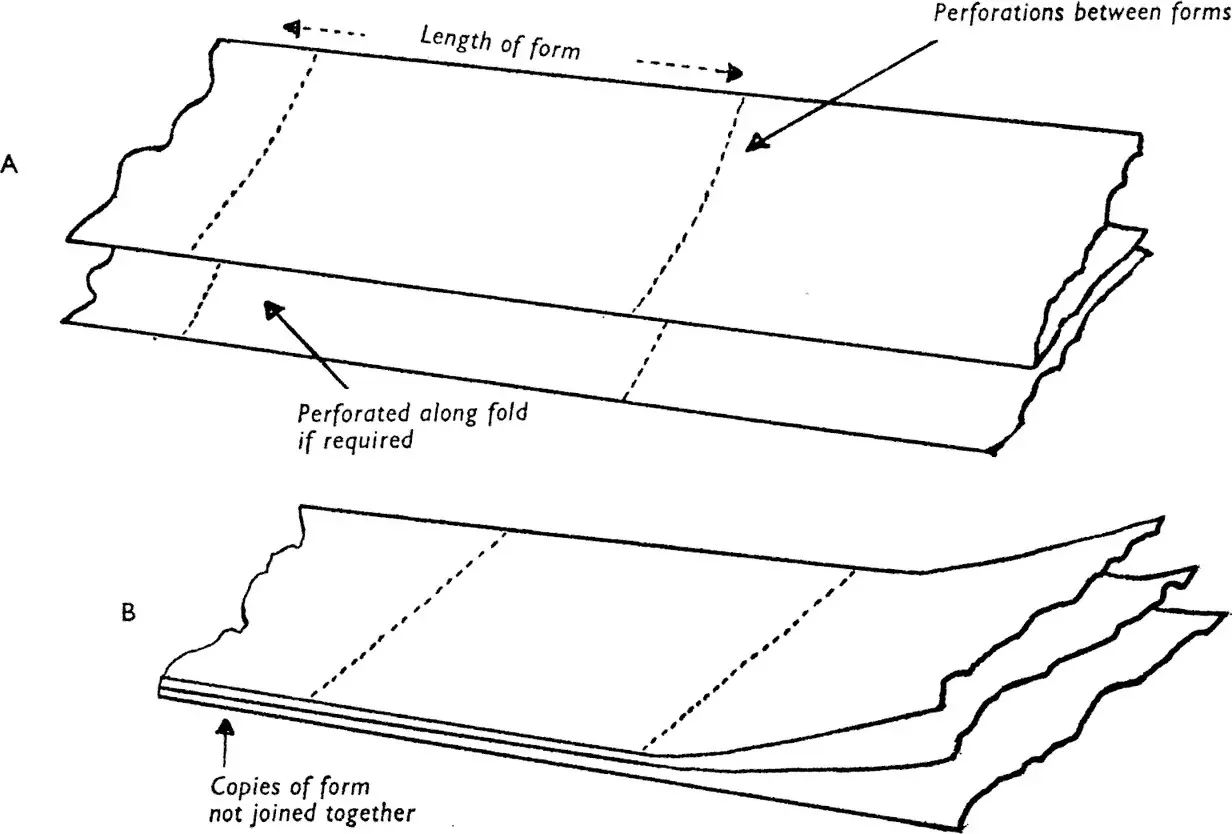 Perforations between forms
Length of form
A
Perforated along fold
if required
B
Copies of form
not joined together